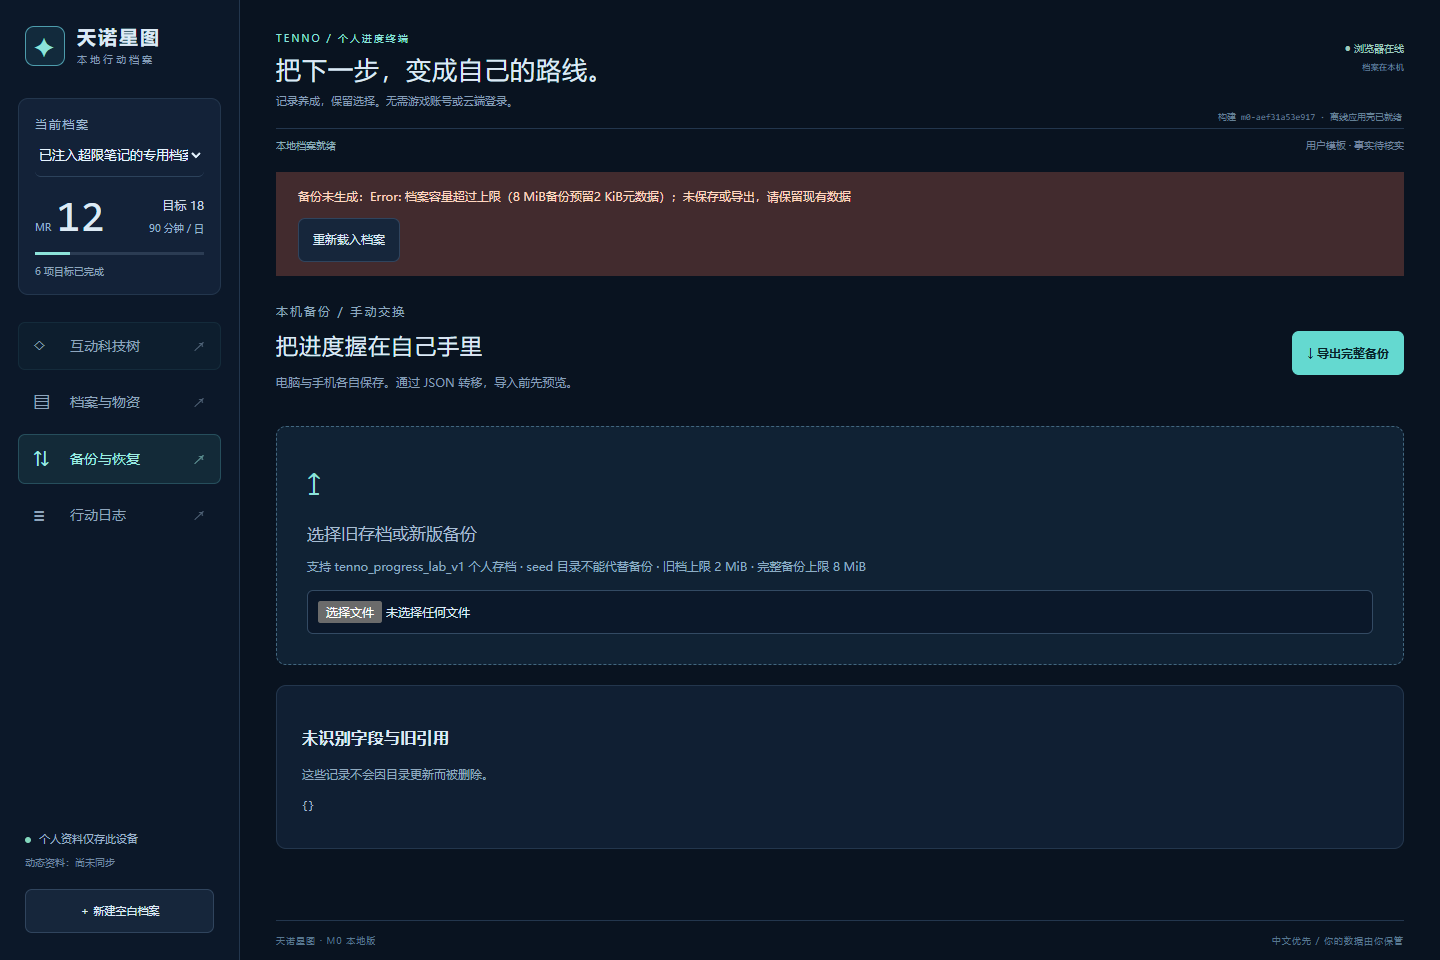 天诺星图
本地行动档案
当前档案
已注入超限笔记的专用档案
MR 12
目标 18
90 分钟 / 日
6 项目标已完成
互动科技树
档案与物资
备份与恢复
行动日志
个人资料仅存此设备
动态资料：尚未同步
+ 新建空白档案
TENNO / 个人进度终端
把下一步，变成自己的路线。
记录养成，保留选择。无需游戏账号或云端登录。
浏览器在线
档案在本机
构建 m0-aef31a53e917 · 离线应用壳已就绪
本地档案就绪
用户模板 · 事实待核实
备份未生成：Error: 档案容量超过上限（8 MiB备份预留2 KiB元数据）；未保存或导出，请保留现有数据
重新载入档案
本机备份 / 手动交换
把进度握在自己手里
电脑与手机各自保存。通过 JSON 转移，导入前先预览。
↓ 导出完整备份
选择旧存档或新版备份
支持 tenno_progress_lab_v1 个人存档 · seed 目录不能代替备份 · 旧档上限 2 MiB · 完整备份上限 8 MiB
选择文件 未选择任何文件
未识别字段与旧引用
这些记录不会因目录更新而被删除。
{}
天诺星图 · M0 本地版
中文优先 / 你的数据由你保管